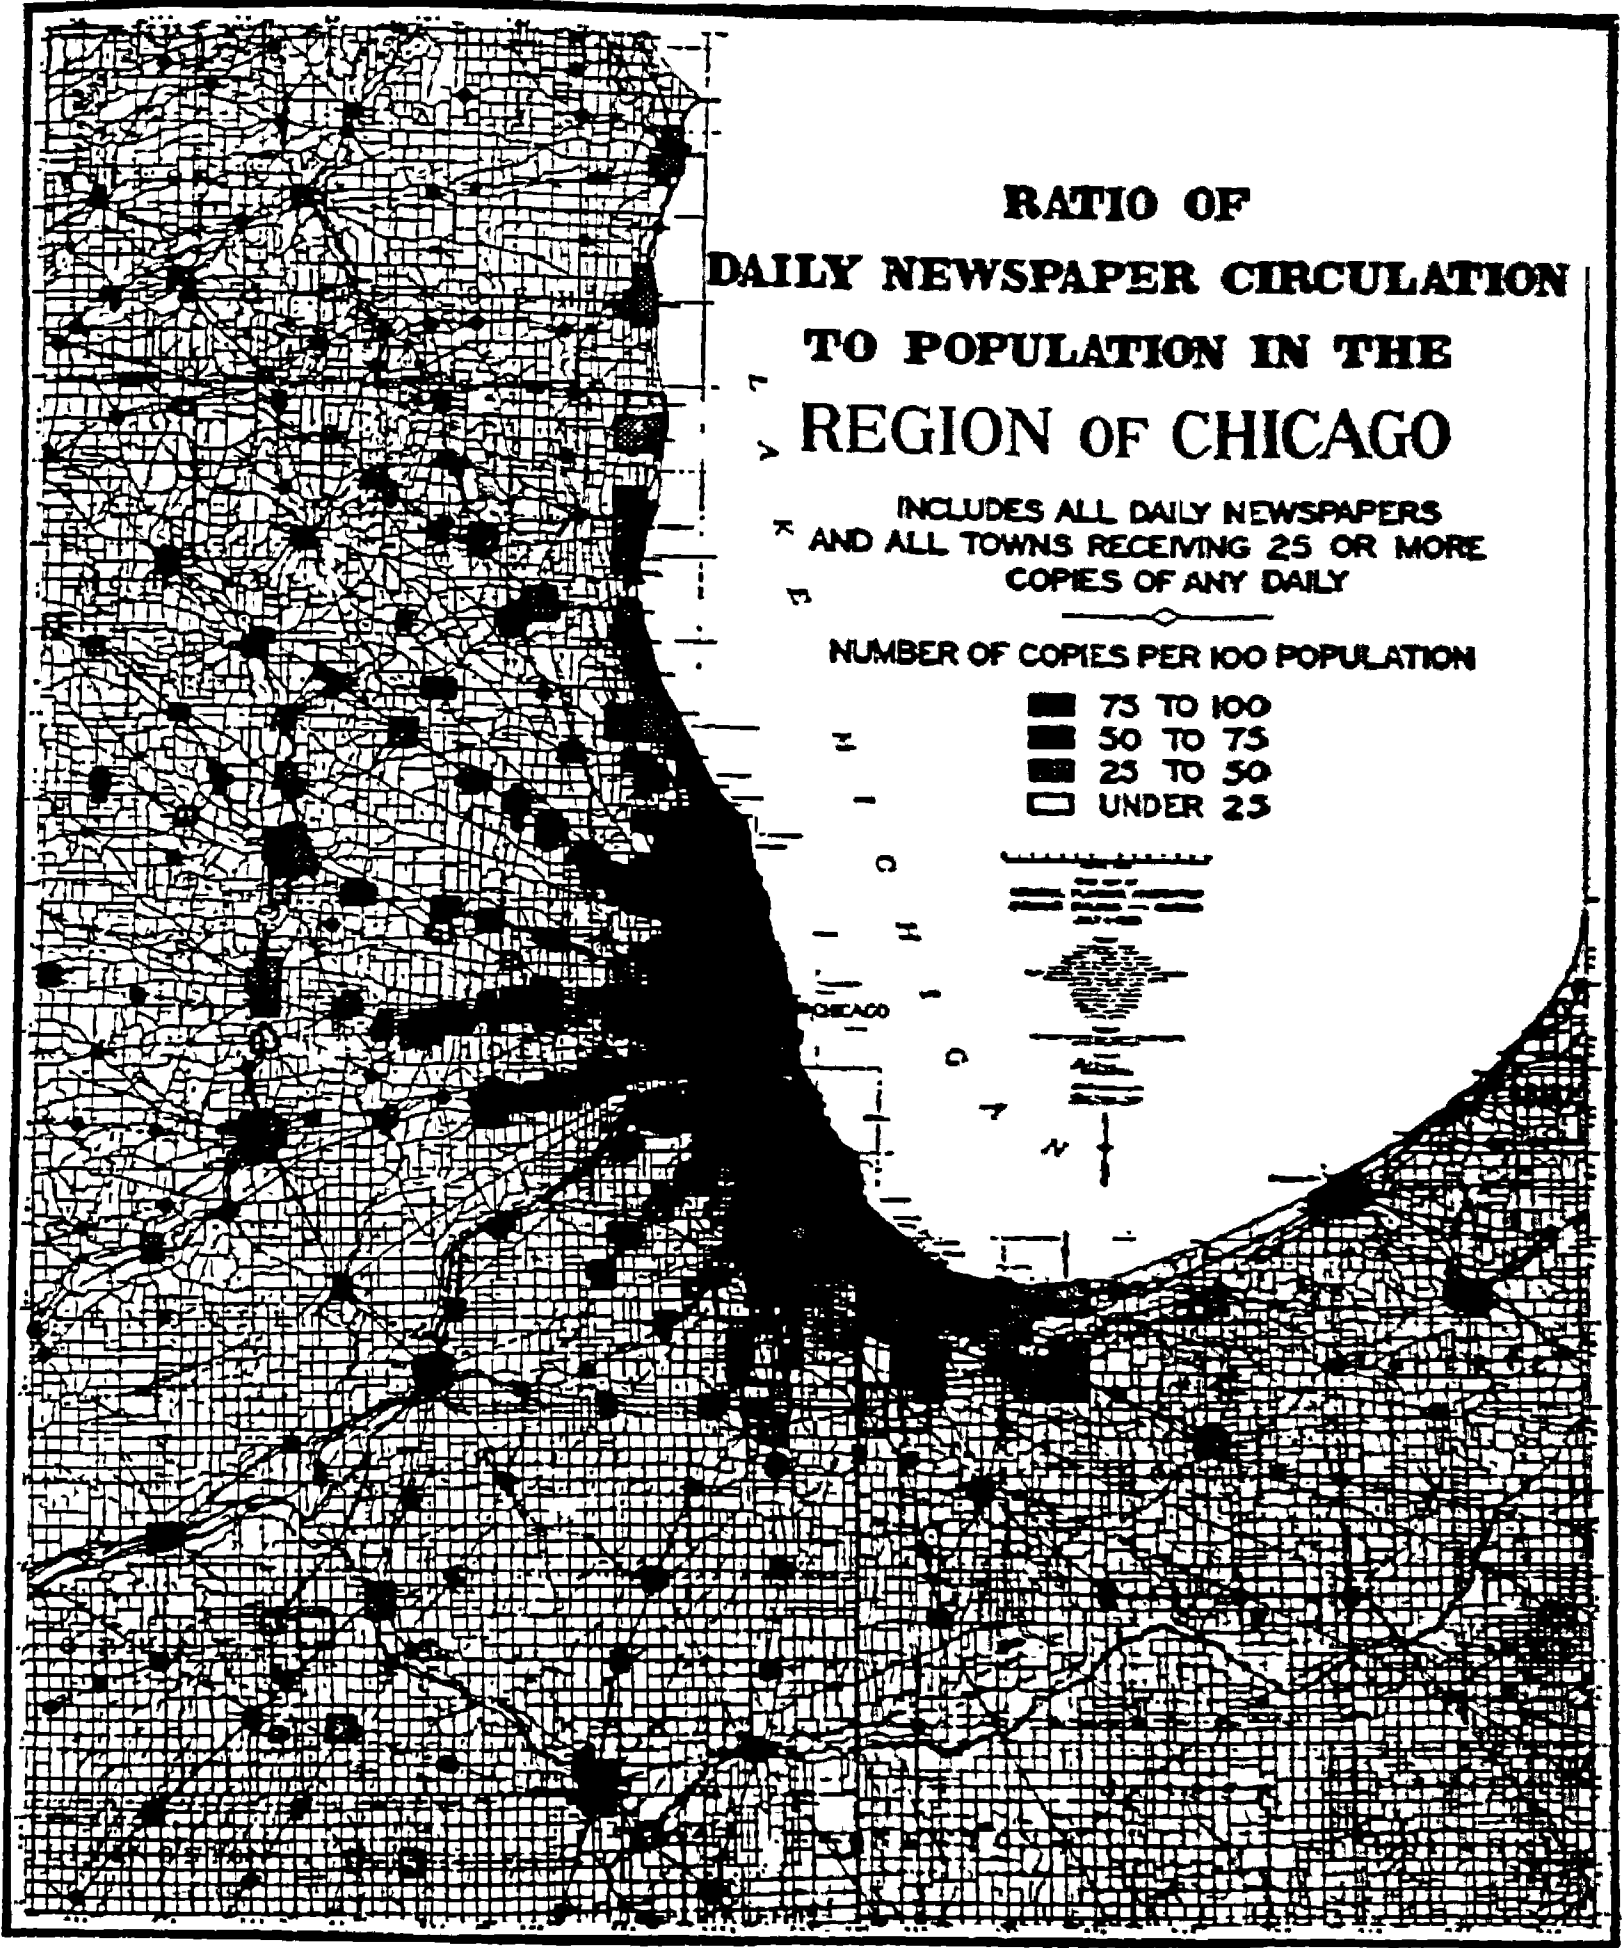 RATIO OF
DAILY NEWSPAPER CIRCULATION
TO POPULATION IN THE
REGION OF CHICAGO
INCLUDES ALL DAILY NEWSPAPERS
AND ALL TOWNS RECEIVING 25 OR MORE
COPIES OF ANY DAILY
NUMBER OF COPIES PER 100 POPULATION
75 TO 100
50 TO 75
25 TO 50
UNDER 25
LAKE MICHIGAN
CHICAGO